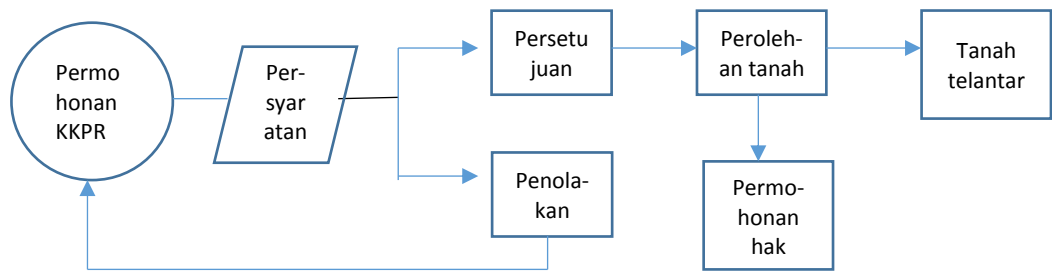 Permo
honan
KKPR
Per-
syar
atan
Persetu
juan
Peroleh-
an tanah
Tanah
telantar
Penola-
kan
Permo-
honan
hak